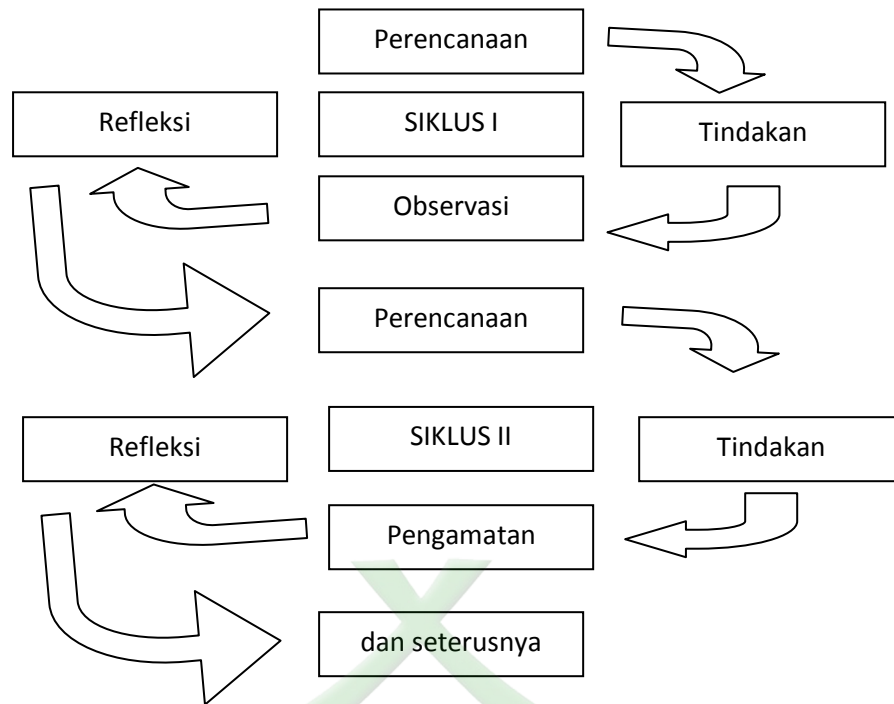 Perencanaan
Refleksi
SIKLUS I
Tindakan
Observasi
Perencanaan
Refleksi
SIKLUS II
Tindakan
Pengamatan
dan seterusnya